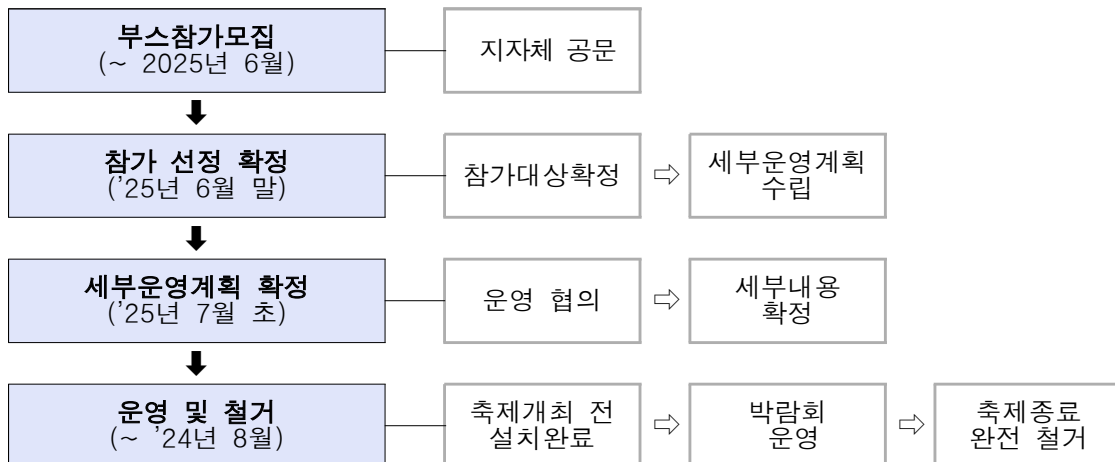 부스참가모집
(~ 2025년 6월)
지자체 공문
참가 선정 확정
('25년 6월 말)
참가대상확정
세부운영계획
수립
세부운영계획 확정
('25년 7월 초)
운영 협의
세부내용
확정
운영 및 철거
(~ '24년 8월)
축제개최 전
설치완료
박람회
운영
축제종료
완전 철거